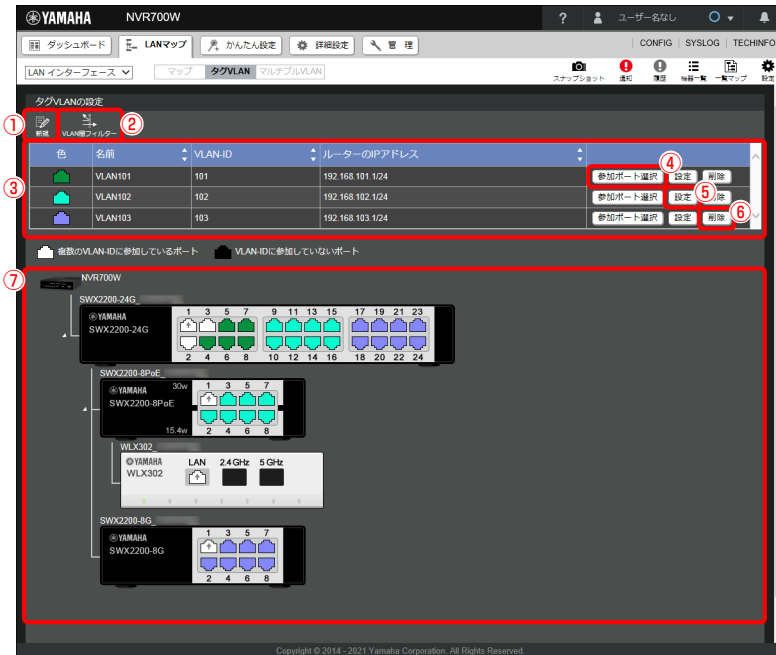 YAMAHA NVR700W ? ユーザー名なし
ダッシュボード LANマップ かんたん設定 詳細設定 管 理 CONFIG SYSLOG TECHINFO
LAN インターフェース マップ タグVLAN マルチプルVLAN スナップショット 通知 履歴 機器一覧 一覧マップ 設定
タグVLANの設定
① 新規 VLAN間フィルター ②
色 名前 VLAN-ID ルーターのIPアドレス
③ VLAN101 101 192.168.101.1/24 参加ポート選択 ④ 設定 削除
VLAN102 102 192.168.102.1/24 参加ポート選択 設定 ⑤ 削除
VLAN103 103 192.168.103.1/24 参加ポート選択 設定 削除 ⑥
複数のVLAN-IDに参加しているポート VLAN-IDに参加していないポート
⑦ NVR700W
SWX2200-24G_
YAMAHA
SWX2200-24G
1 3 5 7 9 11 13 15 17 19 21 23
2 4 6 8 10 12 14 16 18 20 22 24
SWX2200-8PoE_
YAMAHA 30w 1 3 5 7
SWX2200-8PoE
15.4w 2 4 6 8
WLX302_
YAMAHA LAN 2.4 GHz 5 GHz
WLX302
SWX2200-8G_
YAMAHA 1 3 5 7
SWX2200-8G
2 4 6 8
Copyright © 2014 - 2021 Yamaha Corporation. All Rights Reserved.